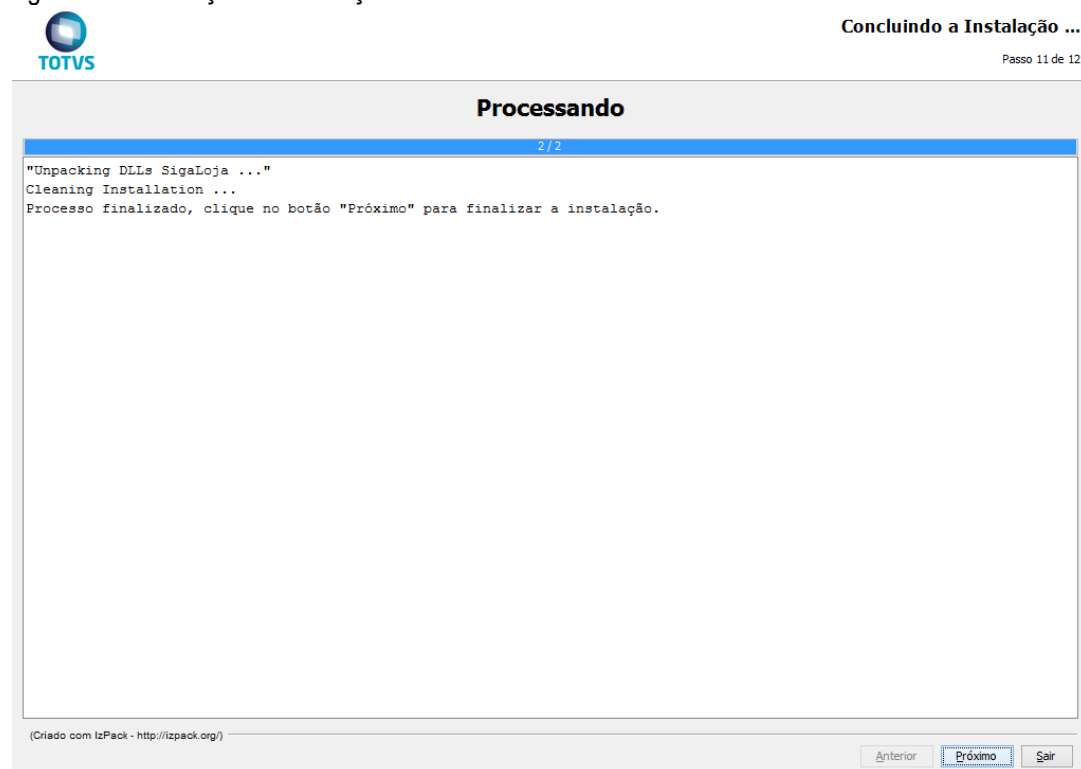 Concluindo a Instalação ...
TOTVS
Passo 11 de 12
Processando
2 / 2
"Unpacking DLLs SigaLoja ..."
Cleaning Installation ...
Processo finalizado, clique no botão "Próximo" para finalizar a instalação.
(Criado com IzPack - http://izpack.org/)
Anterior Próximo Sair